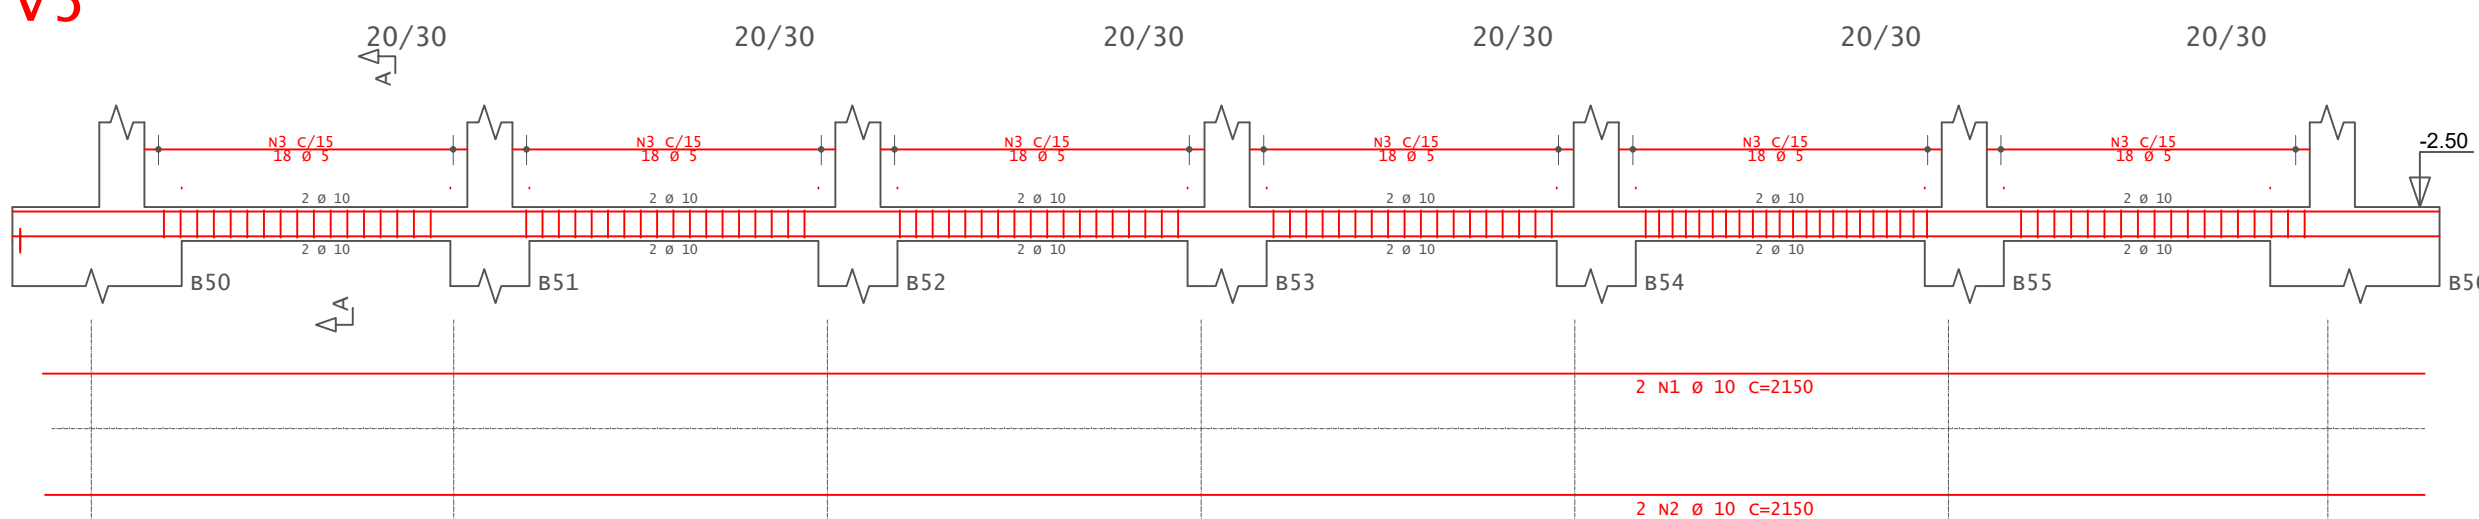 V5
20/30 20/30 20/30 20/30 20/30 20/30
A
N3 C/15 N3 C/15 N3 C/15 N3 C/15 N3 C/15 N3 C/15
18 Ø 5 18 Ø 5 18 Ø 5 18 Ø 5 18 Ø 5 18 Ø 5
-2.50
2 Ø 10 2 Ø 10 2 Ø 10 2 Ø 10 2 Ø 10 2 Ø 10
2 Ø 10 2 Ø 10 2 Ø 10 2 Ø 10 2 Ø 10 2 Ø 10
B50 B51 B52 B53 B54 B55
A
2 N1 Ø 10 C=2150
2 N2 Ø 10 C=2150